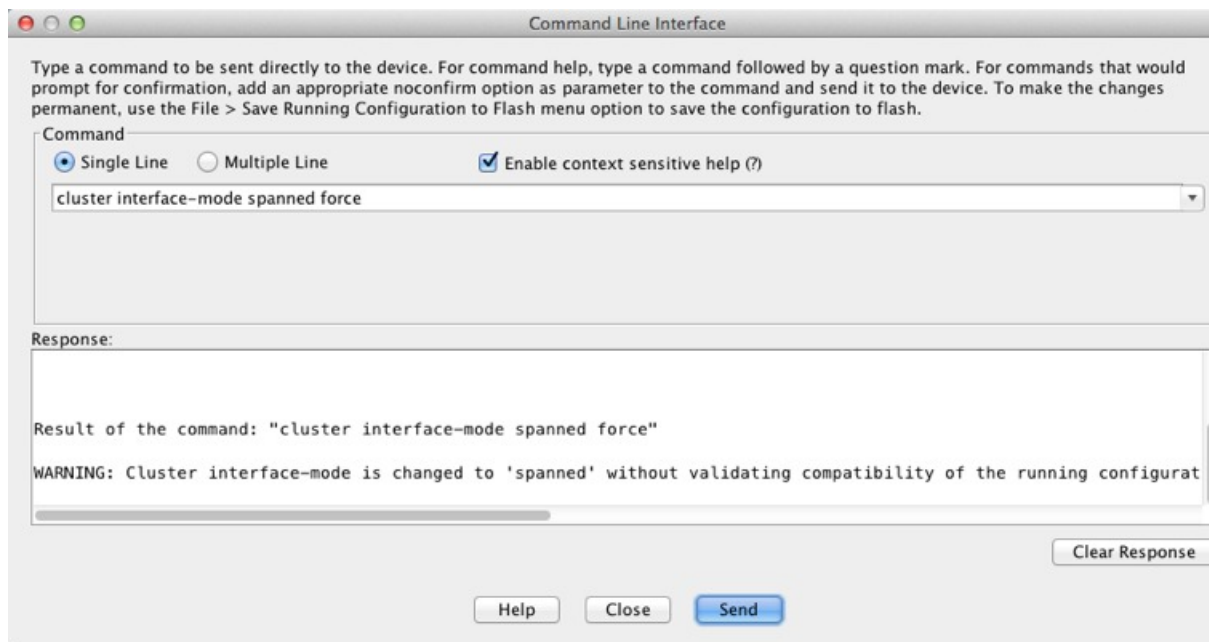 Command Line Interface
Type a command to be sent directly to the device. For command help, type a command followed by a question mark. For commands that would
prompt for confirmation, add an appropriate noconfirm option as parameter to the command and send it to the device. To make the changes
permanent, use the File > Save Running Configuration to Flash menu option to save the configuration to flash.
Command
Single Line Multiple Line Enable context sensitive help (?)
cluster interface-mode spanned force
Response:
Result of the command: "cluster interface-mode spanned force"
WARNING: Cluster interface-mode is changed to 'spanned' without validating compatibility of the running configurat
Clear Response
Help Close Send